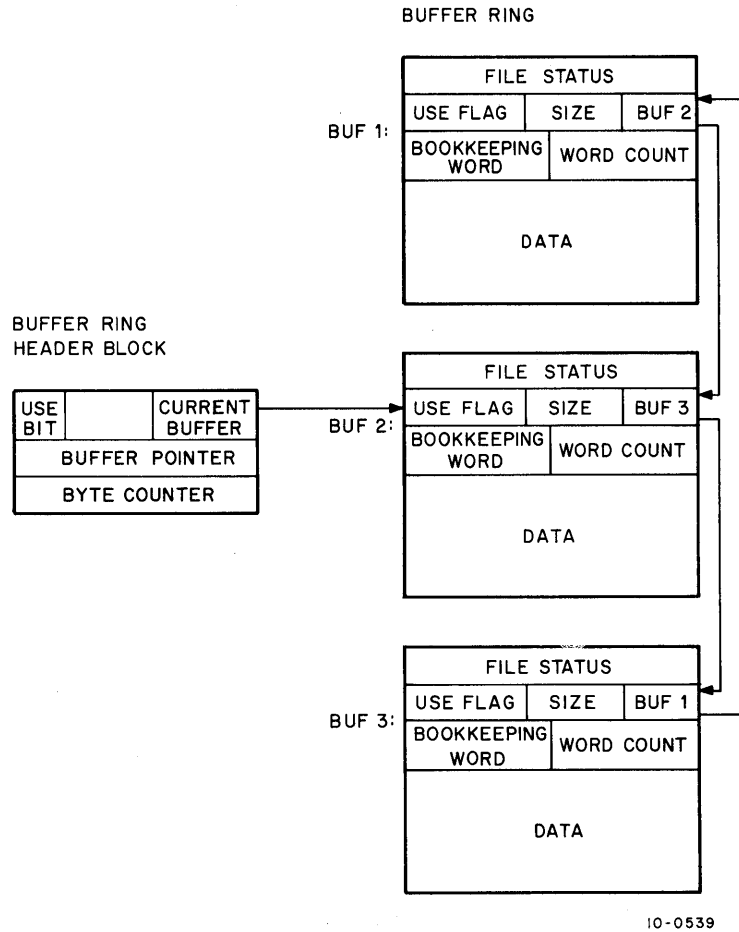 BUFFER RING
FILE STATUS
BUF 1:
USE FLAG
SIZE
BUF 2
BOOKKEEPING
WORD
WORD COUNT
DATA
BUFFER RING
HEADER BLOCK
USE
BIT
CURRENT
BUFFER
BUFFER POINTER
BYTE COUNTER
FILE STATUS
BUF 2:
USE FLAG
SIZE
BUF 3
BOOKKEEPING
WORD
WORD COUNT
DATA
FILE STATUS
BUF 3:
USE FLAG
SIZE
BUF 1
BOOKKEEPING
WORD
WORD COUNT
DATA
10-0539